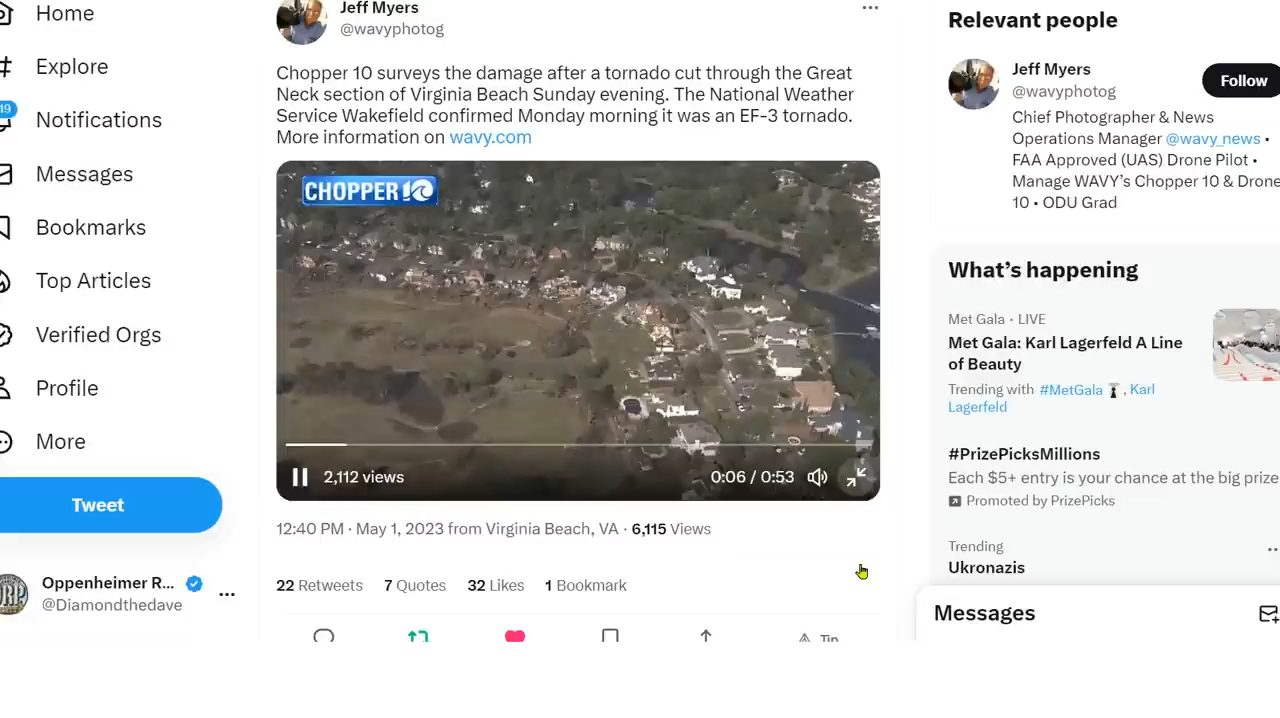 Home
Explore
19
Notifications
Messages
Bookmarks
Top Articles
Verified Orgs
Profile
More
Tweet
Oppenheimer R...
@Diamondthedave
Jeff Myers
@wavyphotog
Chopper 10 surveys the damage after a tornado cut through the Great
Neck section of Virginia Beach Sunday evening. The National Weather
Service Wakefield confirmed Monday morning it was an EF-3 tornado.
More information on wavy.com
CHOPPER 10
2,112 views
0:06 / 0:53
12:40 PM · May 1, 2023 from Virginia Beach, VA · 6,115 Views
22 Retweets 7 Quotes 32 Likes 1 Bookmark
Tip
Relevant people
Jeff Myers
@wavyphotog
Follow
Chief Photographer & News
Operations Manager @wavy_news •
FAA Approved (UAS) Drone Pilot •
Manage WAVY’s Chopper 10 & Drone
10 • ODU Grad
What’s happening
Met Gala · LIVE
Met Gala: Karl Lagerfeld A Line
of Beauty
Trending with #MetGala , Karl
Lagerfeld
#PrizePicksMillions
Each $5+ entry is your chance at the big prize
Promoted by PrizePicks
Trending
Ukronazis
Messages